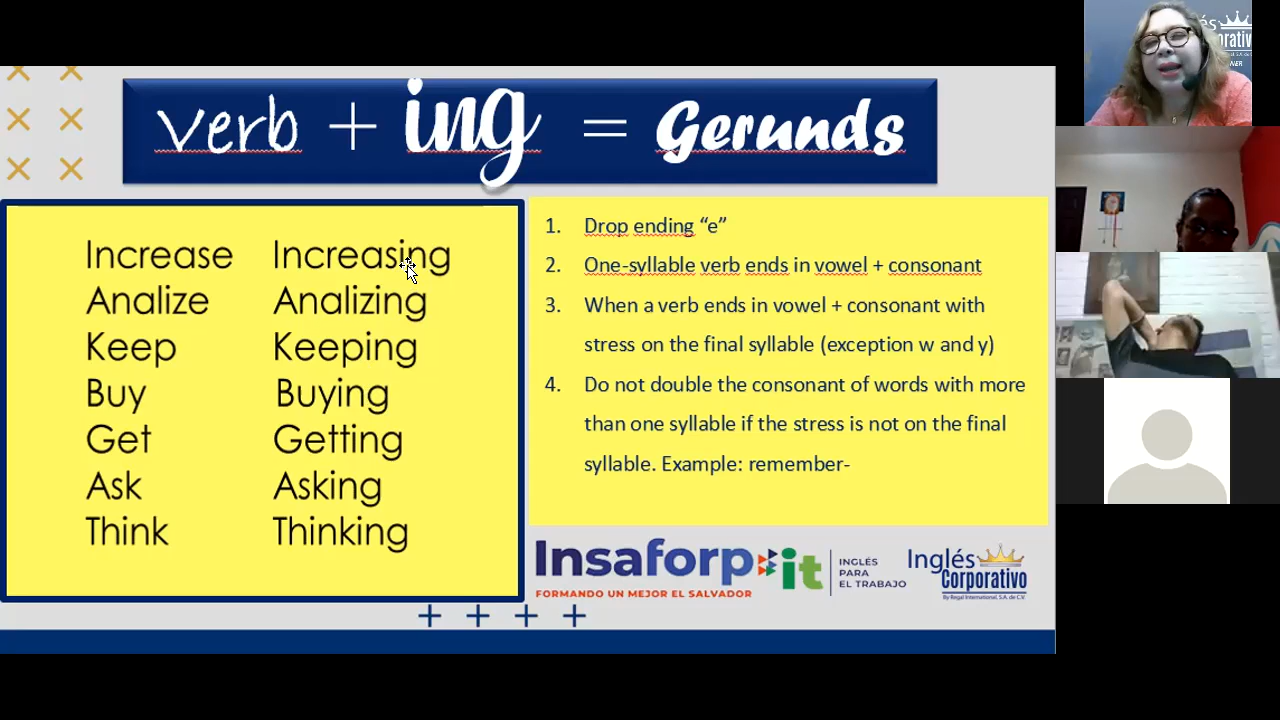 verb + ing = Gerunds
Increase Increasing
Analize Analizing
Keep Keeping
Buy Buying
Get Getting
Ask Asking
Think Thinking
1. Drop ending “e”
2. One-syllable verb ends in vowel + consonant
3. When a verb ends in vowel + consonant with
stress on the final syllable (exception w and y)
4. Do not double the consonant of words with more
than one syllable if the stress is not on the final
syllable. Example: remember-
Insaforp
FORMANDO UN MEJOR EL SALVADOR
it
INGLÉS
PARA
EL TRABAJO
Inglés
Corporativo
By Regal International, S.A. de C.V.